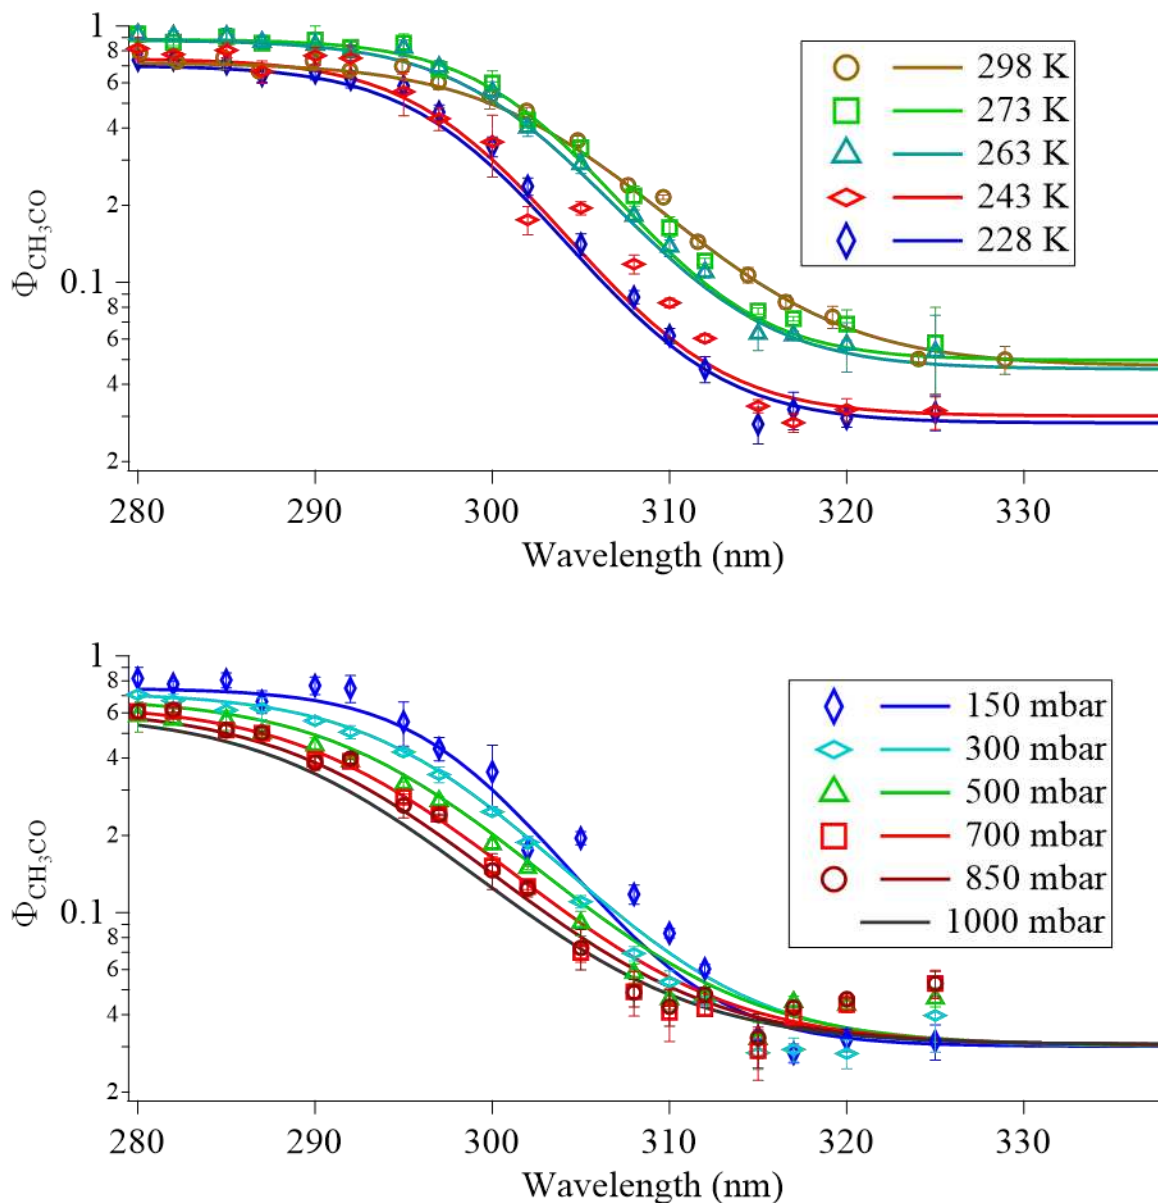 1
8
6
4
2
0.1
8
6
4
2
Φ_CH₃CO
280
290
300
310
320
330
Wavelength (nm)
298 K
273 K
263 K
243 K
228 K
1
8
6
4
2
0.1
8
6
4
2
Φ_CH₃CO
280
290
300
310
320
330
Wavelength (nm)
150 mbar
300 mbar
500 mbar
700 mbar
850 mbar
1000 mbar